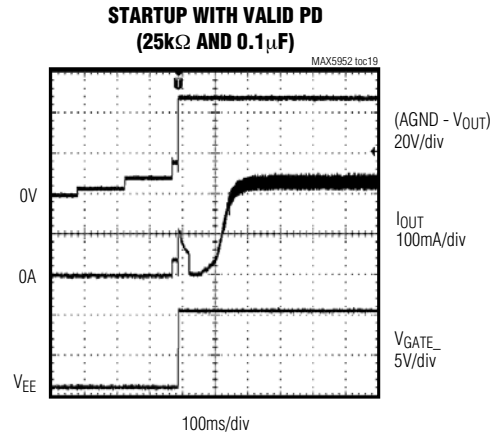 STARTUP WITH VALID PD
(25kΩ AND 0.1μF)
MAX5952 toc19
(AGND - VOUT)
20V/div
0V
IOUT
100mA/div
0A
VGATE_
5V/div
VEE
100ms/div